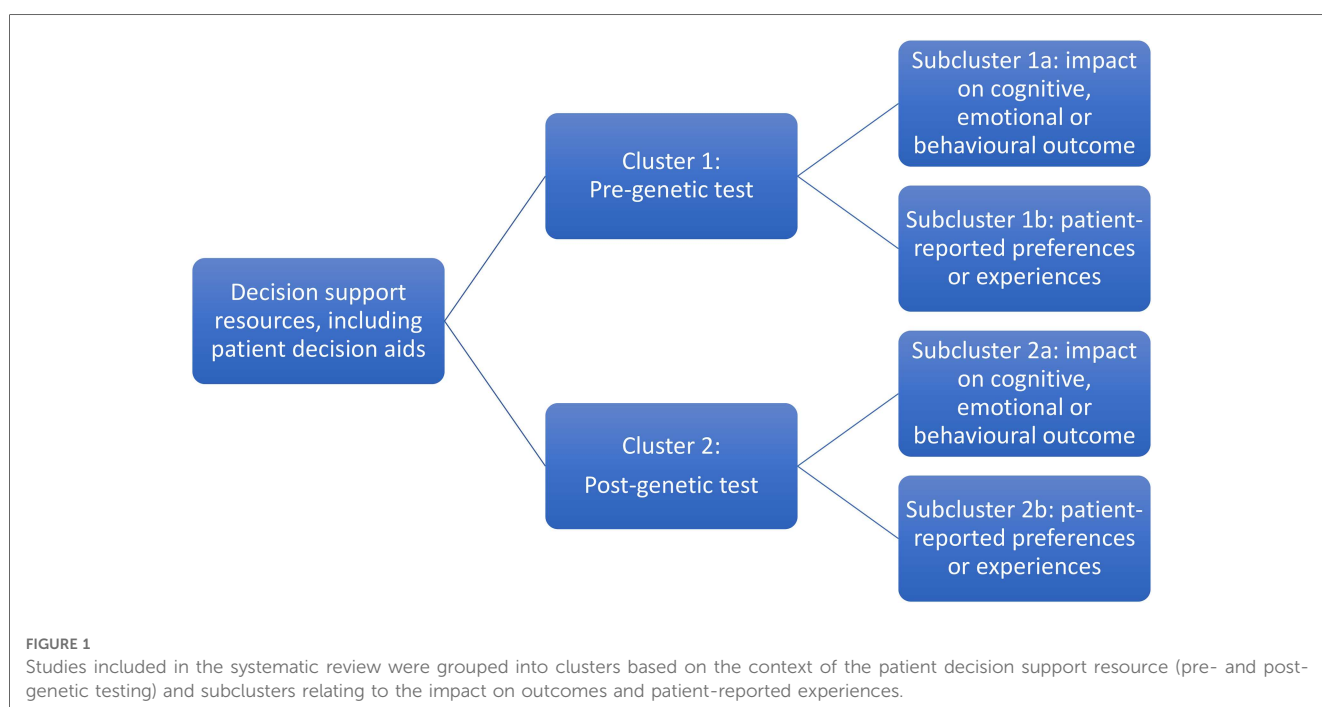 Decision support
resources, including
patient decision aids
Cluster 1:
Pre-genetic test
Subcluster 1a: impact
on cognitive,
emotional or
behavioural outcome
Subcluster 1b: patient-
reported preferences
or experiences
Cluster 2:
Post-genetic test
Subcluster 2a: impact
on cognitive,
emotional or
behavioural outcome
Subcluster 2b: patient-
reported preferences
or experiences
FIGURE 1
Studies included in the systematic review were grouped into clusters based on the context of the patient decision support resource (pre- and post-
genetic testing) and subclusters relating to the impact on outcomes and patient-reported experiences.